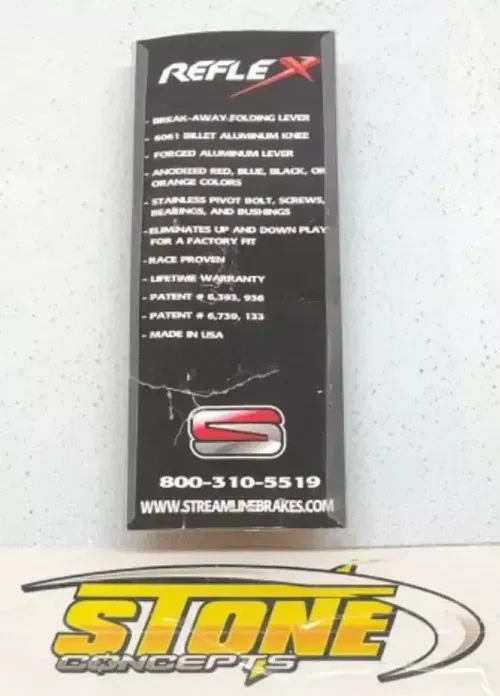 REFLEX
- BREAK-AWAY-FOLDING LEVER
- 6061 BILLET ALUMINUM KNEE
- FORGED ALUMINUM LEVER
- ANODIZED RED, BLUE, BLACK, OR
ORANGE COLORS
- STAINLESS PIVOT BOLT, SCREWS,
BEARINGS, AND BUSHINGS
-ELIMINATES UP AND DOWN PLAY
FOR A FACTORY FIT
-RACE PROVEN
- LIFETIME WARRANTY
- PATENT # 6,393, 936
- PATENT # 6,739, 133
- MADE IN USA
S
800-310-5519
WWW.STREAMLINEBRAKES.COM
STONE
CONCEPTS